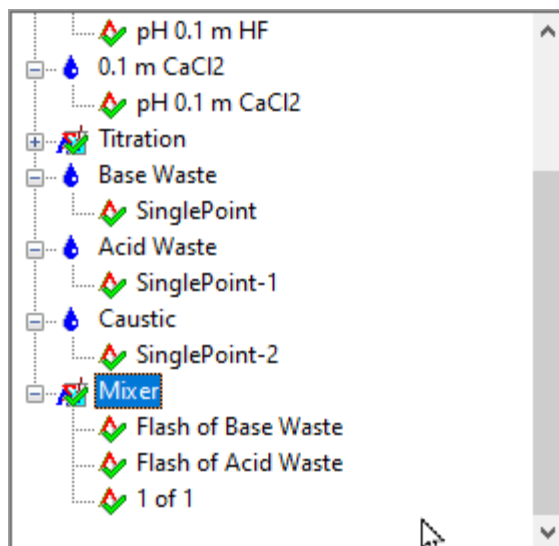 pH 0.1 m HF
0.1 m CaCl2
pH 0.1 m CaCl2
Titration
Base Waste
SinglePoint
Acid Waste
SinglePoint-1
Caustic
SinglePoint-2
Mixer
Flash of Base Waste
Flash of Acid Waste
1 of 1